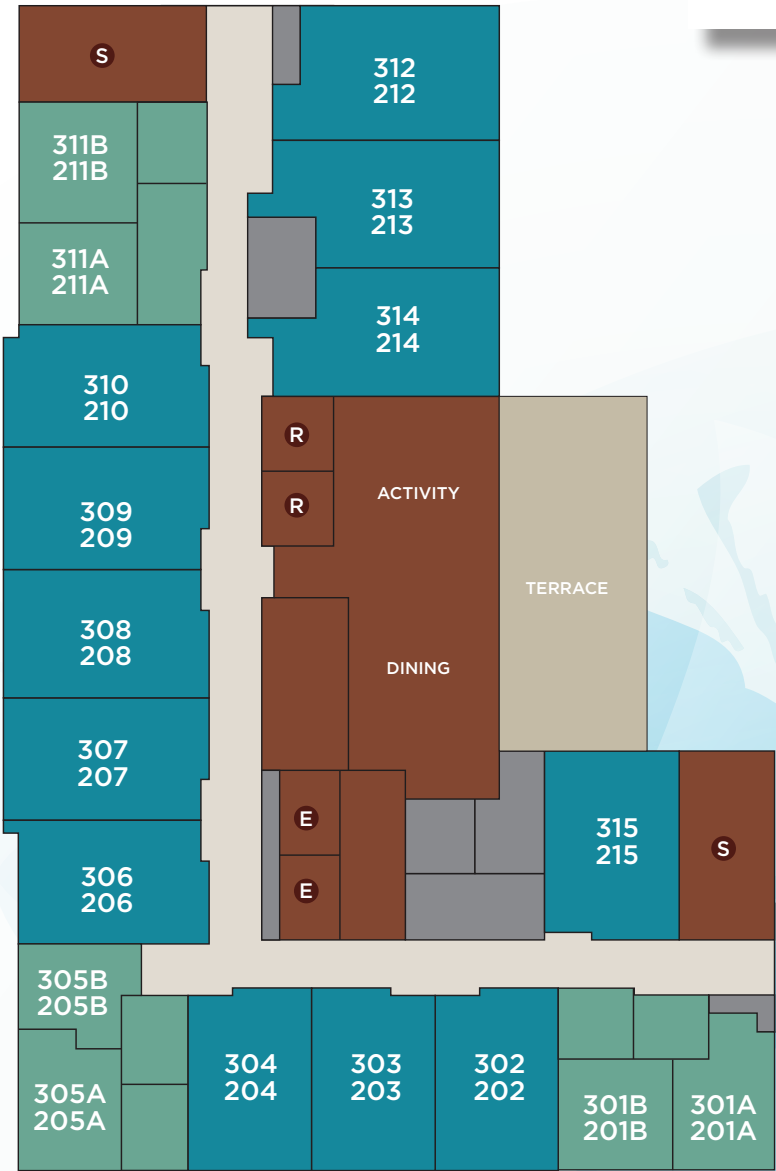 S
312
212
311B
211B
313
213
311A
211A
314
214
310
210
R
ACTIVITY
R
309
209
TERRACE
308
208
DINING
307
207
E
315
215
S
306
206
E
305B
205B
304
204
303
203
302
202
305A
205A
301B
201B
301A
201A